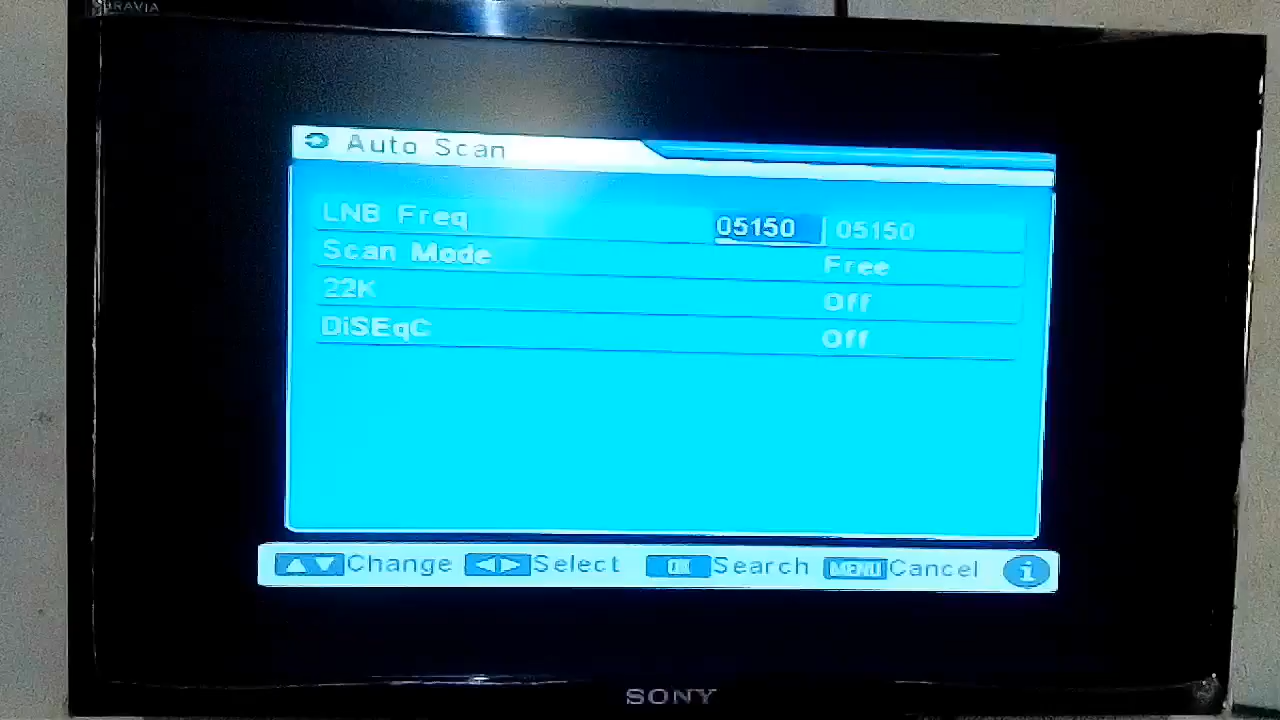 BRAVIA
Auto Scan
LNB Freq 05150 05150
Scan Mode Free
22K Off
DiSEqC Off
Change Select OK Search MENU Cancel i
SONY